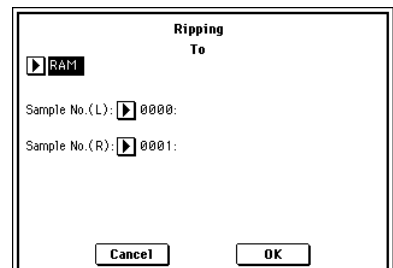 Ripping
To
RAM
Sample No.(L): 0000:
Sample No.(R): 0001:
Cancel OK